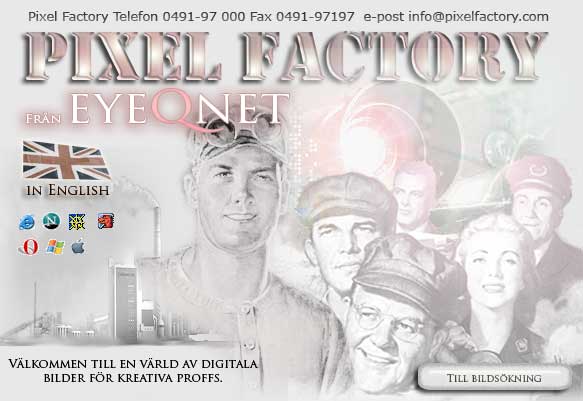 Pixel Factory Telefon 0491-97 000 Fax 0491-97197 e-post info@pixelfactory.com
PIXEL FACTORY
FRÅN EYEQNET
IN ENGLISH
VÄLKOMMEN TILL EN VÄRLD AV DIGITALA
BILDER FÖR KREATIVA PROFFS.
TILL BILDSÖKNING